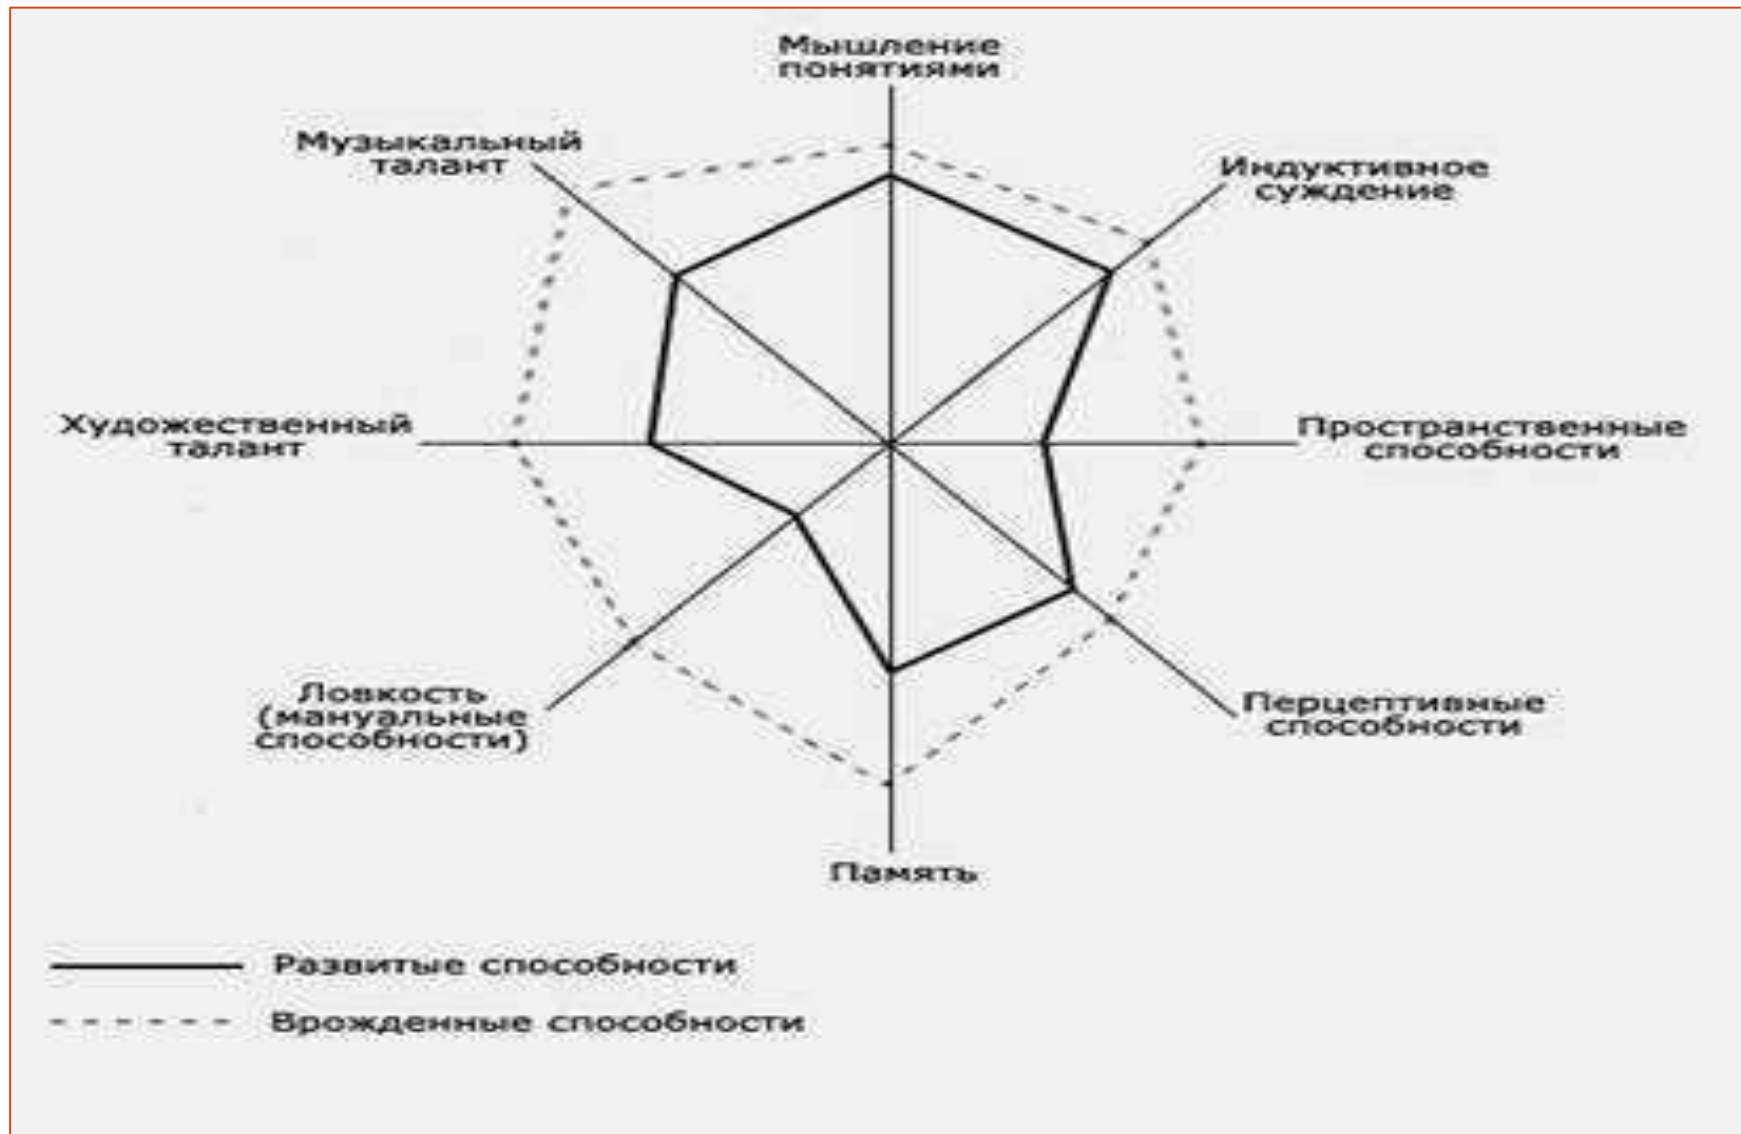 Мышление
понятиями
Музыкальный
талант
Индуктивное
суждение
Художественный
талант
Пространственные
способности
Ловкость
(мануальные
способности)
Перцептивные
способности
Память
Развитые способности
Врожденные способности